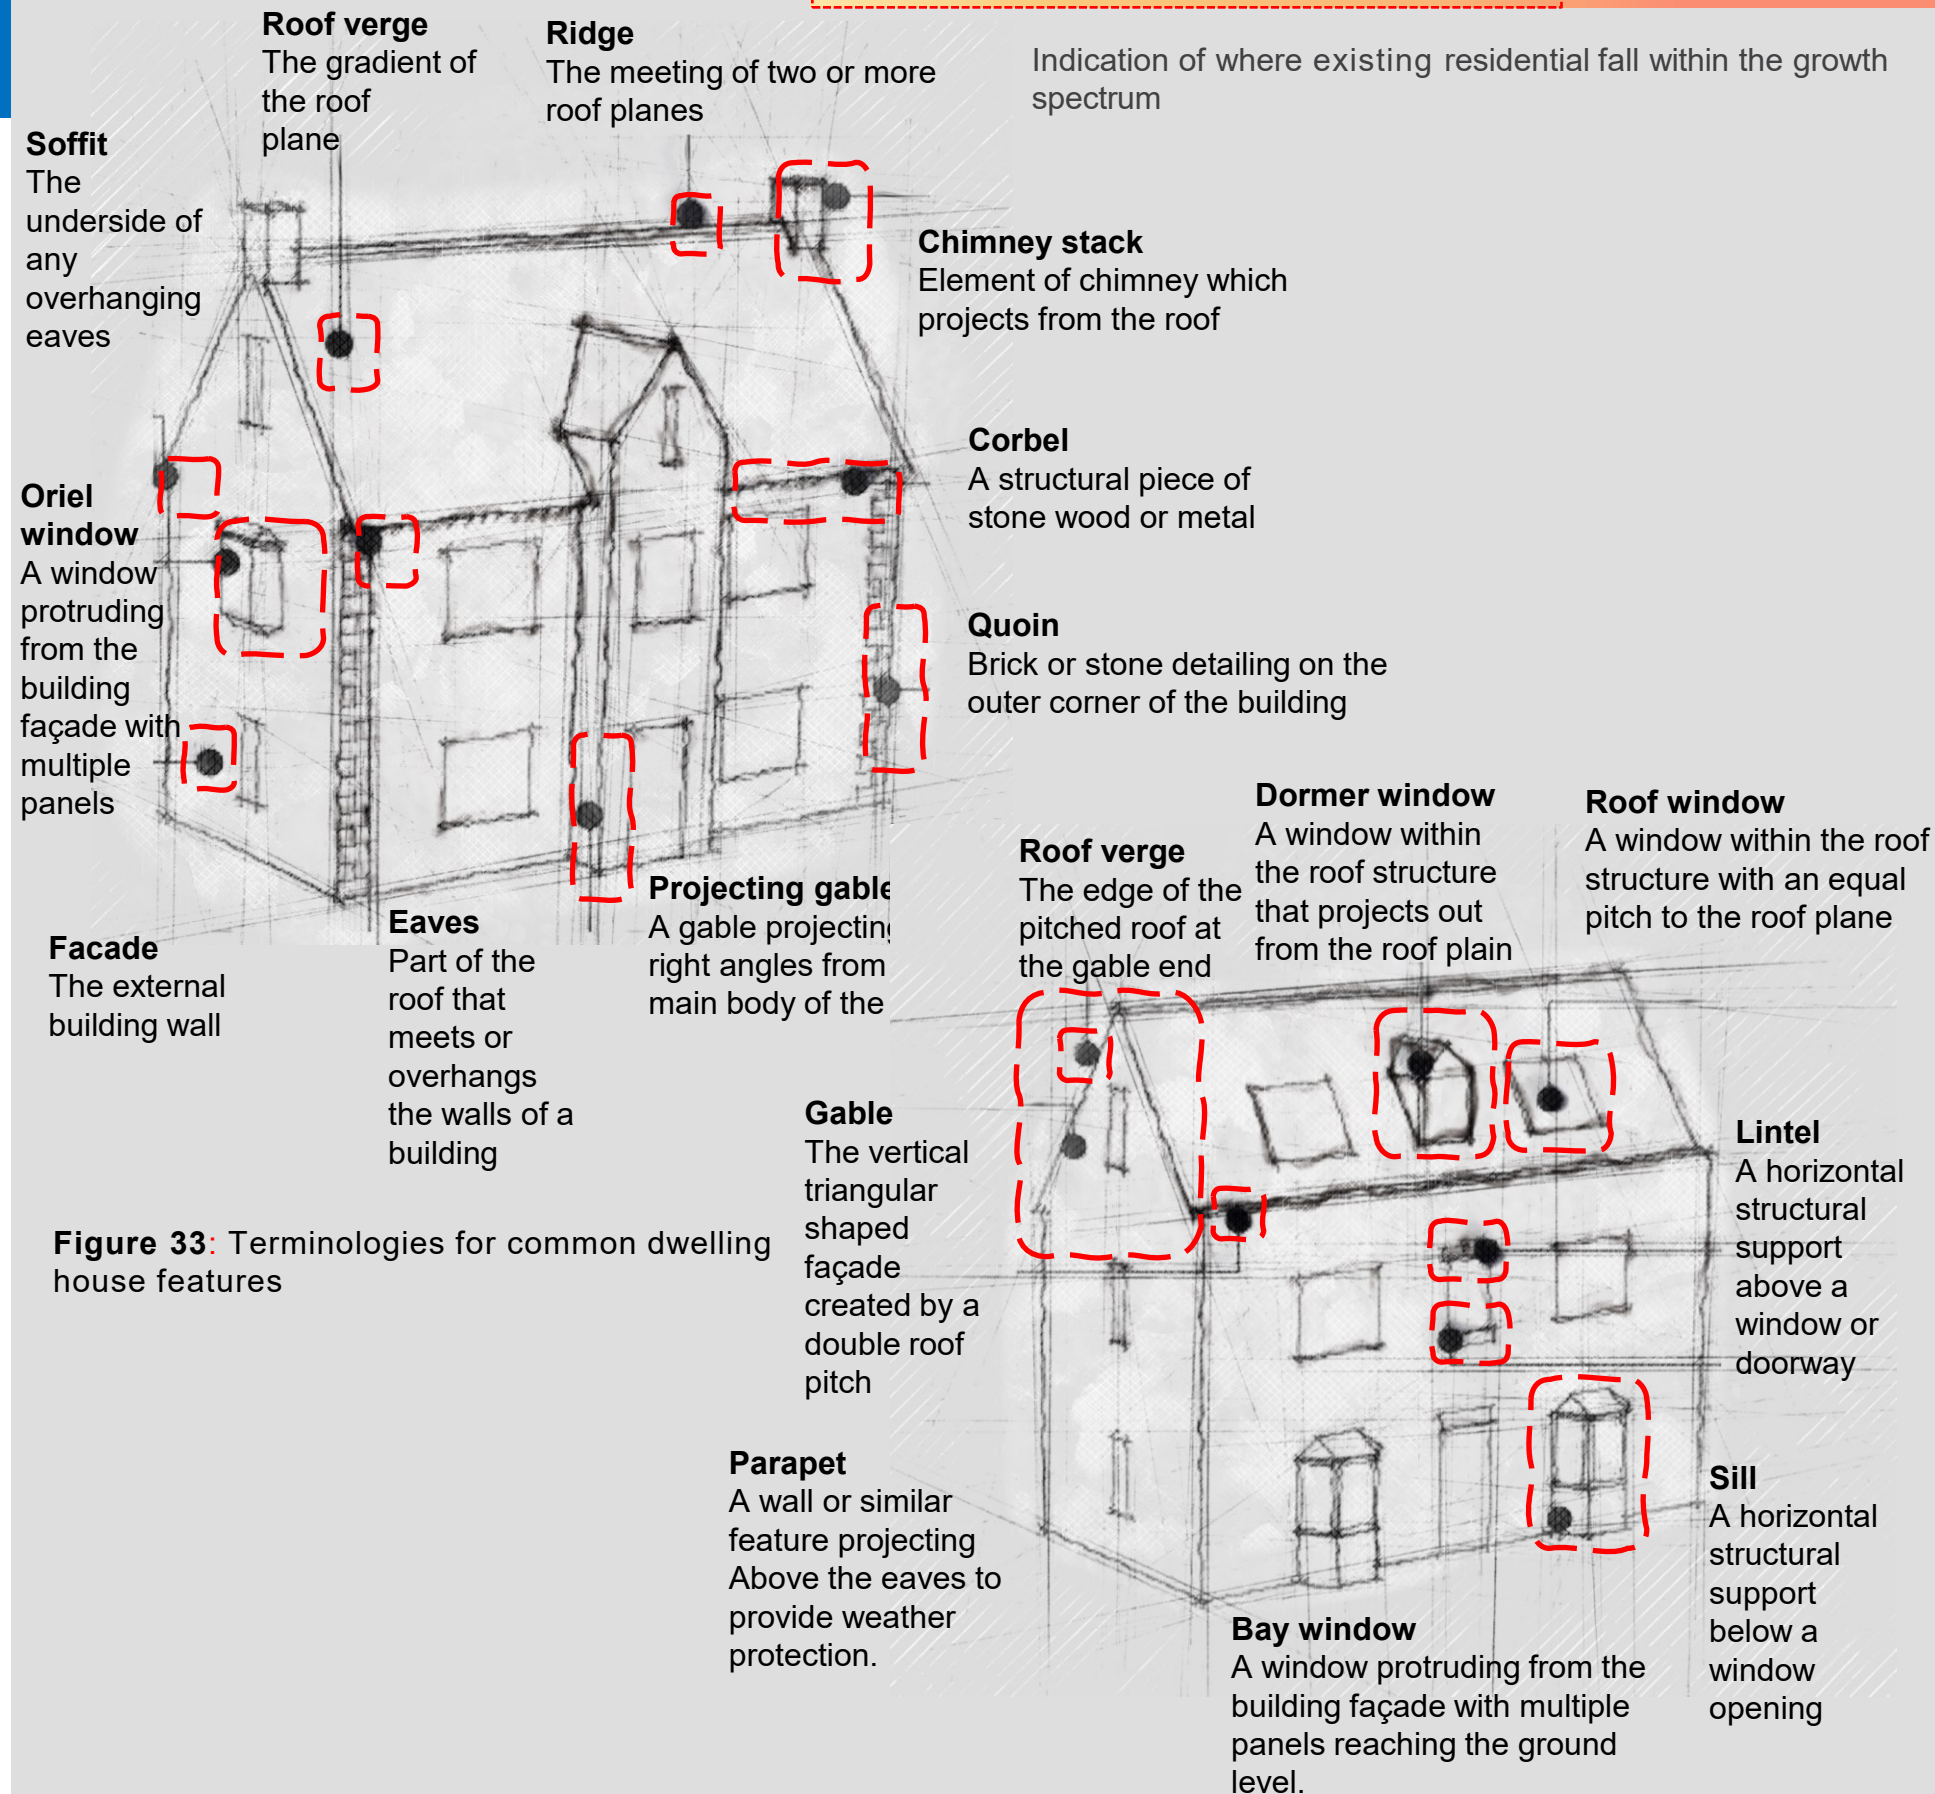 Roof verge
The gradient of
the roof
plane
Ridge
The meeting of two or more
roof planes
Indication of where existing residential fall within the growth
spectrum
Soffit
The
underside of
any
overhanging
eaves
Chimney stack
Element of chimney which
projects from the roof
Corbel
A structural piece of
stone wood or metal
Oriel
window
A window
protruding
from the
building
façade with
multiple
panels
Quoin
Brick or stone detailing on the
outer corner of the building
Facade
The external
building wall
Eaves
Part of the
roof that
meets or
overhangs
the walls of a
building
Projecting gable
A gable projecting
right angles from
main body of the
Roof verge
The edge of the
pitched roof at
the gable end
Dormer window
A window within
the roof structure
that projects out
from the roof plain
Roof window
A window within the roof
structure with an equal
pitch to the roof plane
Gable
The vertical
triangular
shaped
façade
created by a
double roof
pitch
Lintel
A horizontal
structural
support
above a
window or
doorway
Figure 33: Terminologies for common dwelling
house features
Parapet
A wall or similar
feature projecting
Above the eaves to
provide weather
protection.
Sill
A horizontal
structural
support
below a
window
opening
Bay window
A window protruding from the
building façade with multiple
panels reaching the ground
level.